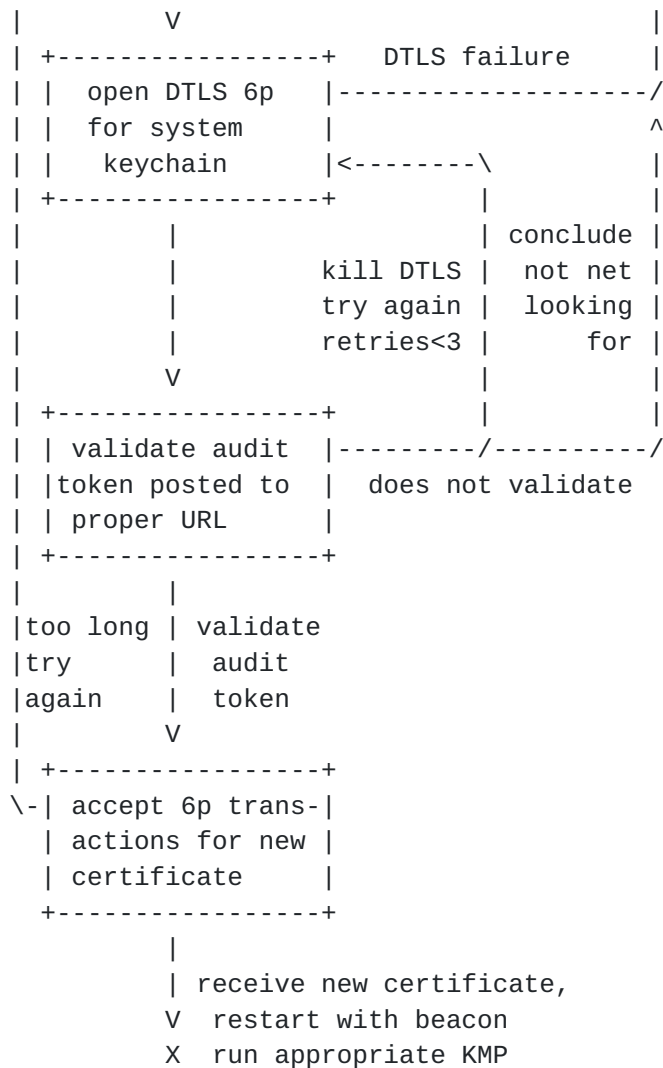 |         V                             |
| +-----------------+   DTLS failure     |
| |  open DTLS 6p   |--------------------/
| |  for system     |                    ^
| |   keychain      |<--------\          |
| +-----------------+         |          |
|         |                   | conclude |
|         |         kill DTLS |  not net |
|         |         try again |  looking |
|         |         retries<3 |      for |
|         V                   |          |
| +-----------------+         |          |
| | validate audit  |---------/----------/
| |token posted to  |  does not validate
| | proper URL      |
| +-----------------+
|         |
|too long | validate
|try      |  audit
|again    |  token
|         V
| +-----------------+
\-| accept 6p trans-|
  | actions for new |
  | certificate     |
  +-----------------+
          |
          | receive new certificate,
          V  restart with beacon
          X  run appropriate KMP